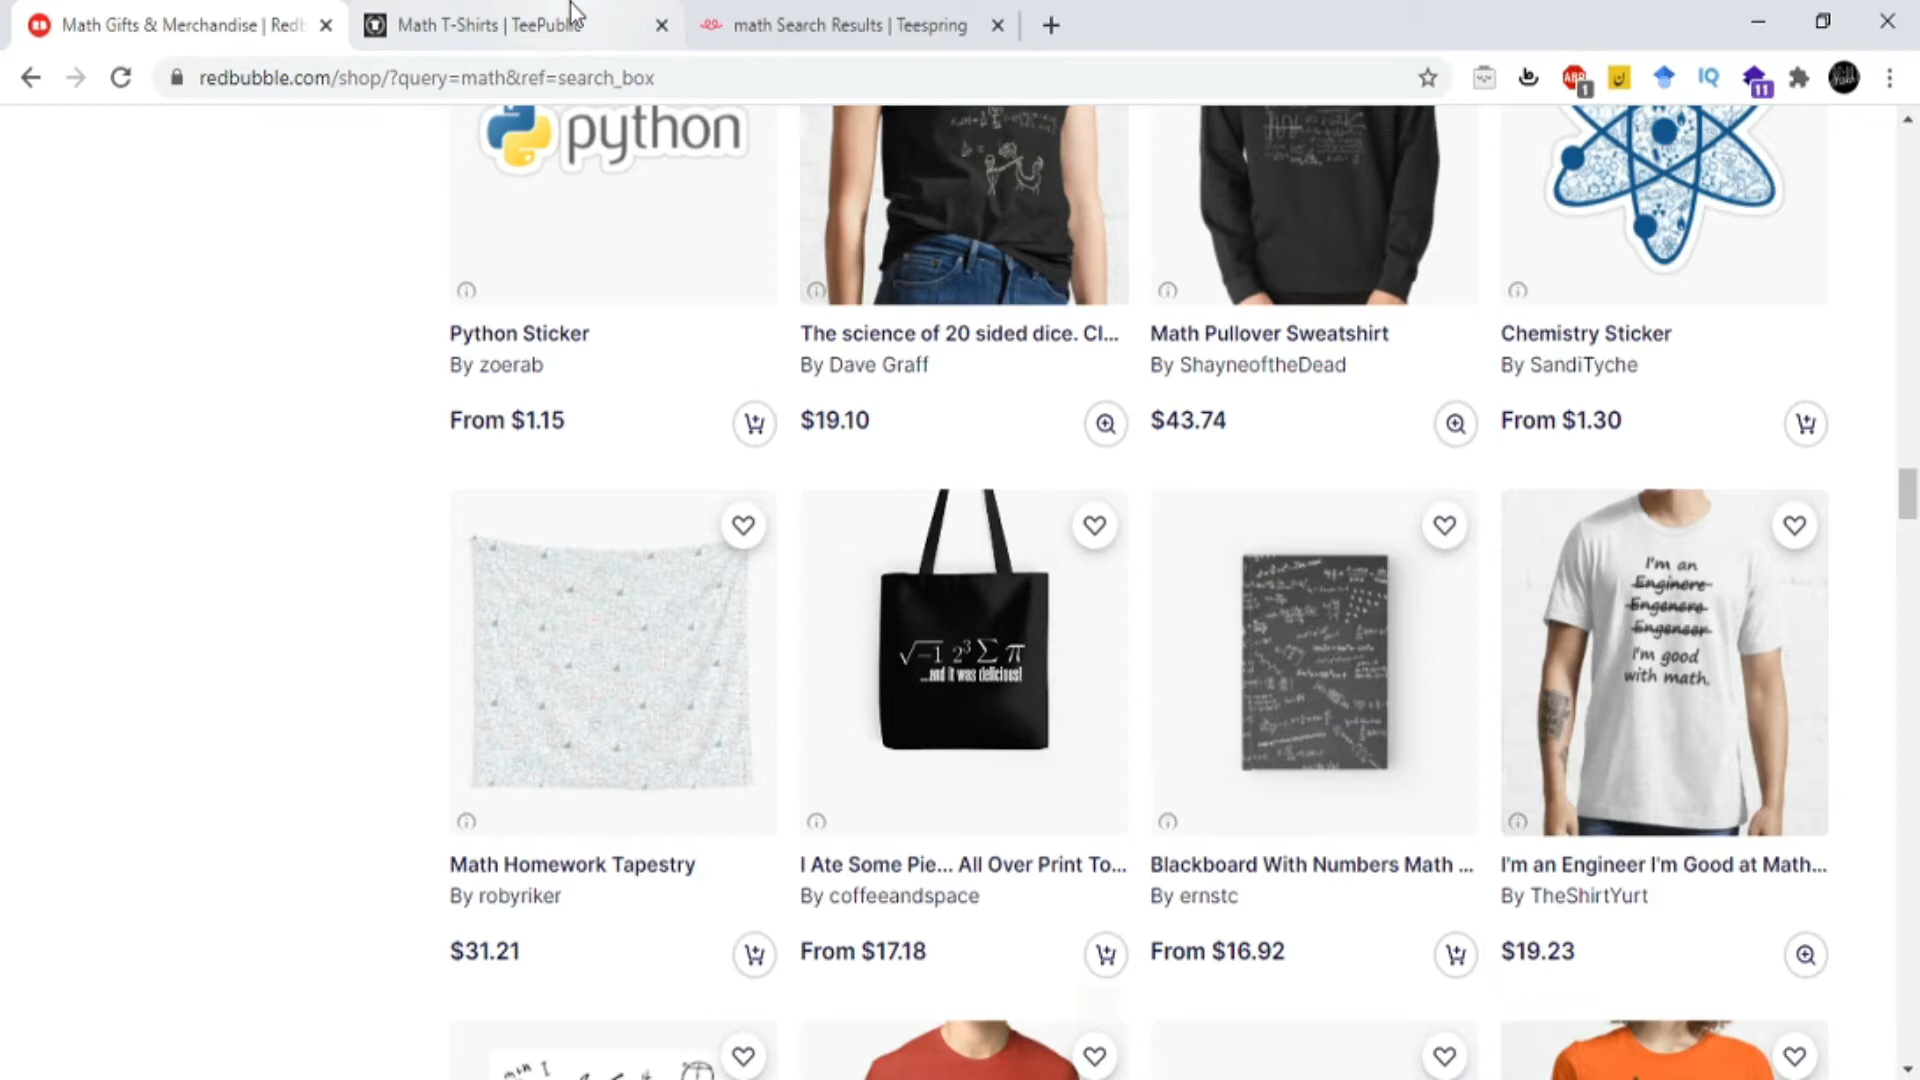 Math Gifts & Merchandise | Redb
Math T-Shirts | TeePublic
math Search Results | Teespring
redbubble.com/shop/?query=math&ref=search_box
1
IQ
11
python
Python Sticker
By zoerab
From $1.15
The science of 20 sided dice. Cl...
By Dave Graff
$19.10
Math Pullover Sweatshirt
By ShayneoftheDead
$43.74
Chemistry Sticker
By SandiTyche
From $1.30
√-1 2³ Σ π
...and it was delicious!
I'm an
Enginere
Engenere
Engeneer
I'm good
with math.
Math Homework Tapestry
By robyriker
$31.21
I Ate Some Pie... All Over Print To...
By coffeeandspace
From $17.18
Blackboard With Numbers Math ...
By ernstc
From $16.92
I'm an Engineer I'm Good at Math...
By TheShirtYurt
$19.23